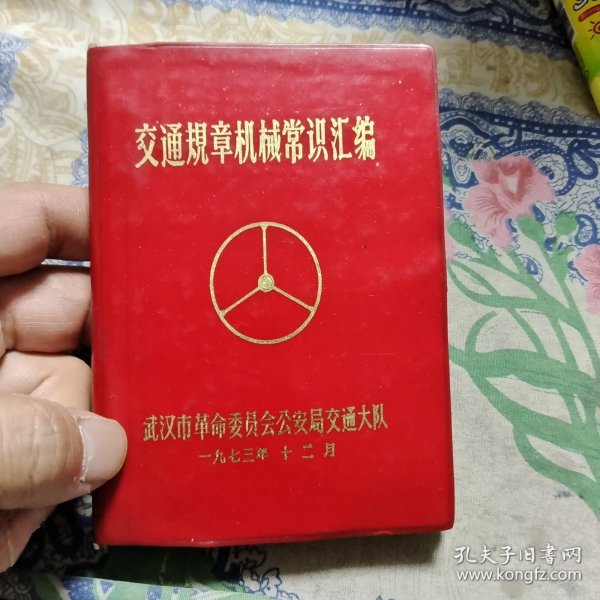 交通規章机械常识汇编
武汉市革命委员会公安局交通大队
一九七三年 十二月
孔夫子旧书网
www.kongfz.com